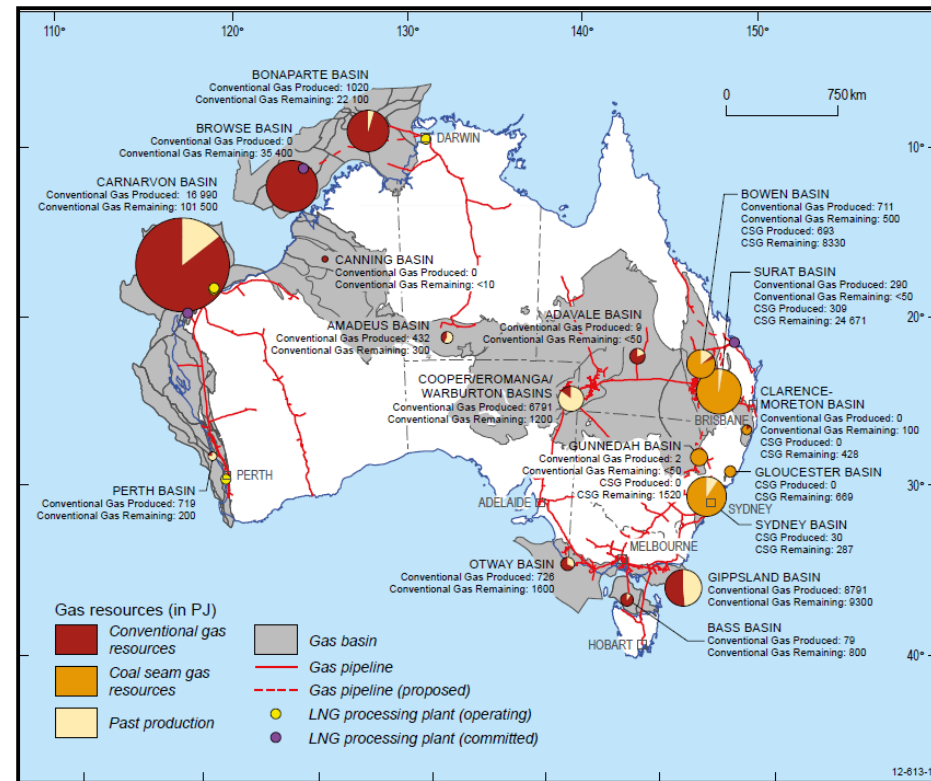 110°
120°
130°
140°
150°
BONAPARTE BASIN
Conventional Gas Produced: 1020
Conventional Gas Remaining: 22 100
0
750 km
BROWSE BASIN
Conventional Gas Produced: 0
Conventional Gas Remaining: 35 400
DARWIN
10°
10°
CARNARVON BASIN
Conventional Gas Produced: 16 990
Conventional Gas Remaining: 101 500
BOWEN BASIN
Conventional Gas Produced: 711
Conventional Gas Remaining: 500
CSG Produced: 693
CSG Remaining: 8330
CANNING BASIN
Conventional Gas Produced: 0
Conventional Gas Remaining: <10
SURAT BASIN
Conventional Gas Produced: 290
Conventional Gas Remaining: <50
CSG Produced: 309
CSG Remaining: 24 671
20°
20°
AMADEUS BASIN
Conventional Gas Produced: 432
Conventional Gas Remaining: 300
ADAVALE BASIN
Conventional Gas Produced: 9
Conventional Gas Remaining: <50
COOPER/EROMANGA/
WARBURTON BASINS
Conventional Gas Produced: 6791
Conventional Gas Remaining: 1200
BRISBANE
CLARENCE-
MORETON BASIN
Conventional Gas Produced: 0
Conventional Gas Remaining: 100
CSG Produced: 0
CSG Remaining: 428
GUNNEDAH BASIN
Conventional Gas Produced: 2
Conventional Gas Remaining: <50
CSG Produced: 0
CSG Remaining: 1520
GLOUCESTER BASIN
CSG Produced: 0
CSG Remaining: 669
PERTH
PERTH BASIN
Conventional Gas Produced: 719
Conventional Gas Remaining: 200
30°
30°
ADELAIDE
SYDNEY
SYDNEY BASIN
CSG Produced: 30
CSG Remaining: 287
MELBOURNE
OTWAY BASIN
Conventional Gas Produced: 726
Conventional Gas Remaining: 1600
GIPPSLAND BASIN
Conventional Gas Produced: 8791
Conventional Gas Remaining: 9300
BASS BASIN
Conventional Gas Produced: 79
Conventional Gas Remaining: 800
HOBART
40°
Gas resources (in PJ)
Conventional gas
resources
Coal seam gas
resources
Past production
Gas basin
Gas pipeline
Gas pipeline (proposed)
LNG processing plant (operating)
LNG processing plant (committed)
12-613-1